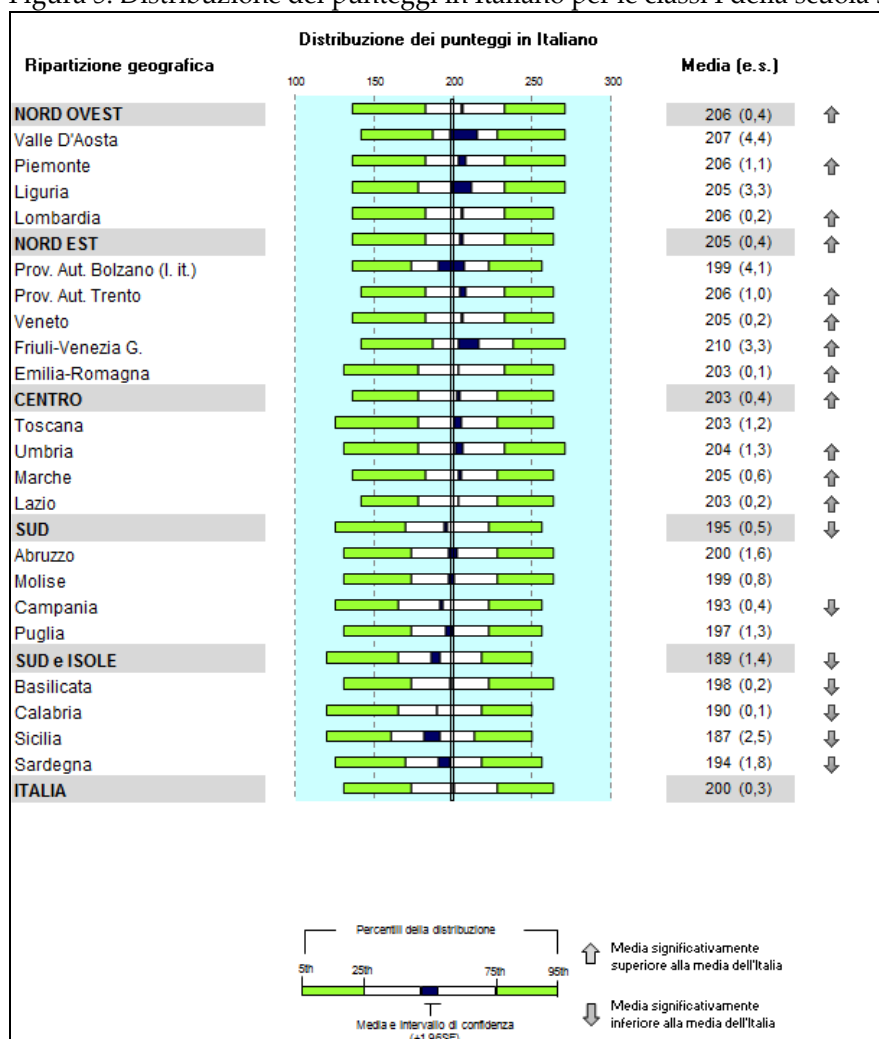 Figura 3. Distribuzione dei punteggi in Italiano per le classi I della scuola
Distribuzione dei punteggi in Italiano
Ripartizione geografica
Media (e.s.)
100 150 200 250 300
NORD OVEST 206 (0,4)
Valle D'Aosta 207 (4,4)
Piemonte 206 (1,1)
Liguria 205 (3,3)
Lombardia 206 (0,2)
NORD EST 205 (0,4)
Prov. Aut. Bolzano (l. it.) 199 (4,1)
Prov. Aut. Trento 206 (1,0)
Veneto 205 (0,2)
Friuli-Venezia G. 210 (3,3)
Emilia-Romagna 203 (0,1)
CENTRO 203 (0,4)
Toscana 203 (1,2)
Umbria 204 (1,3)
Marche 205 (0,6)
Lazio 203 (0,2)
SUD 195 (0,5)
Abruzzo 200 (1,6)
Molise 199 (0,8)
Campania 193 (0,4)
Puglia 197 (1,3)
SUD e ISOLE 189 (1,4)
Basilicata 198 (0,2)
Calabria 190 (0,1)
Sicilia 187 (2,5)
Sardegna 194 (1,8)
ITALIA 200 (0,3)
Percentili della distribuzione
5th 25th 75th 95th
Media e Intervallo di confidenza
(±1.96SE)
Media significativamente
superiore alla media dell'Italia
Media significativamente
inferiore alla media dell'Italia